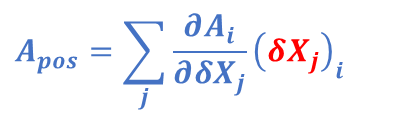 A_pos = ∑_j ∂A_i/∂δX_j (δX_j)_i